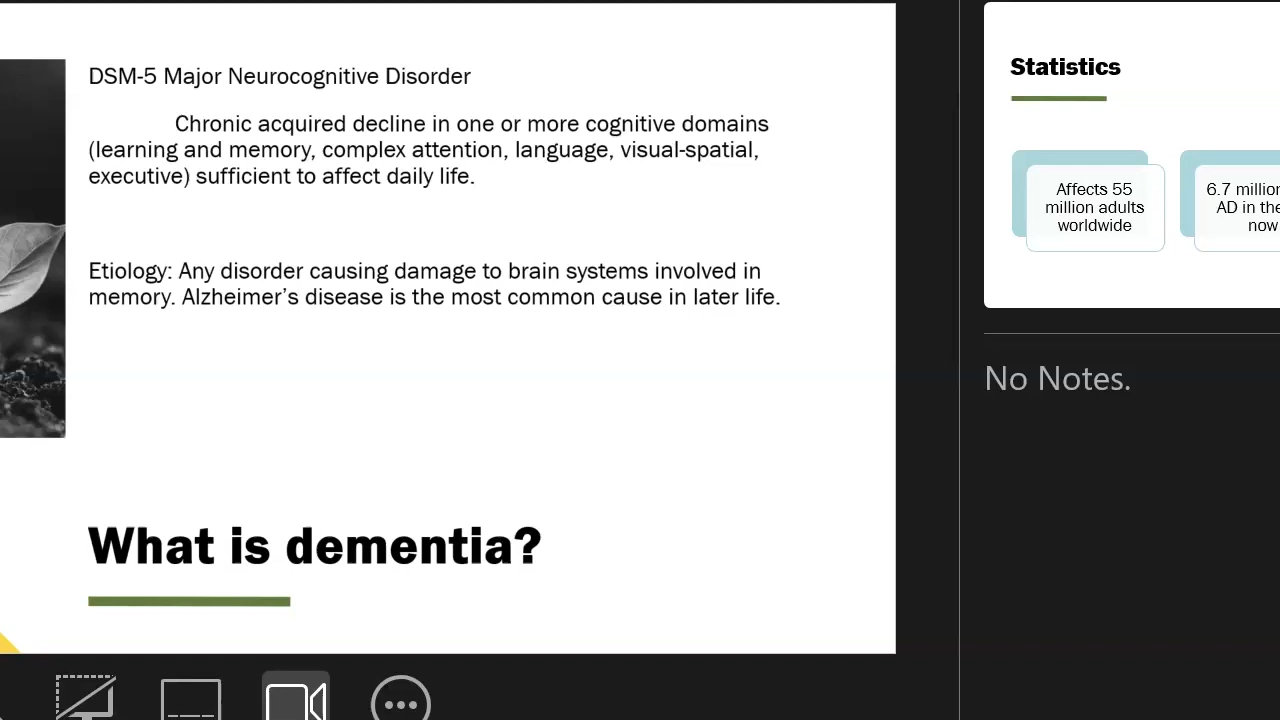 DSM-5 Major Neurocognitive Disorder
Chronic acquired decline in one or more cognitive domains
(learning and memory, complex attention, language, visual-spatial,
executive) sufficient to affect daily life.
Etiology: Any disorder causing damage to brain systems involved in
memory. Alzheimer’s disease is the most common cause in later life.
What is dementia?
Statistics
Affects 55
million adults
worldwide
6.7 million
AD in the
now
No Notes.